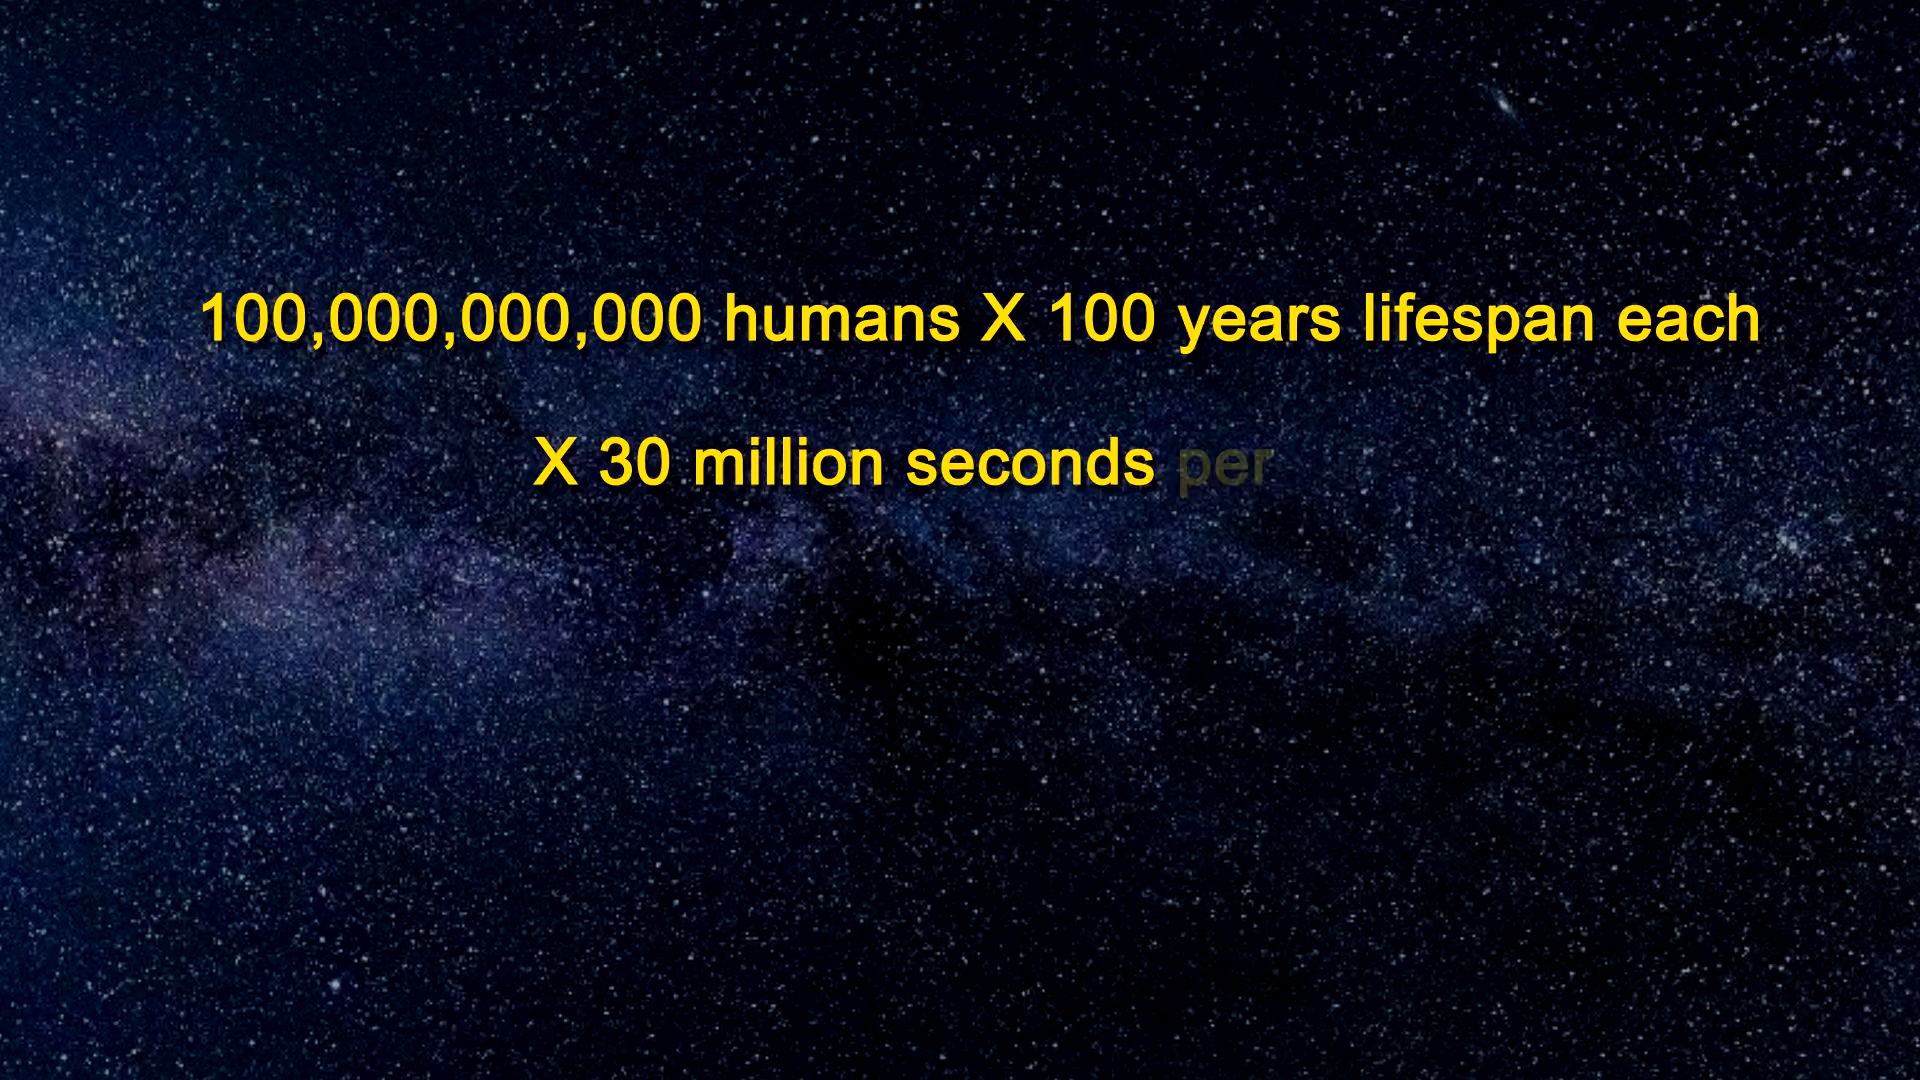 100,000,000,000 humans X 100 years lifespan each
X 30 million seconds per